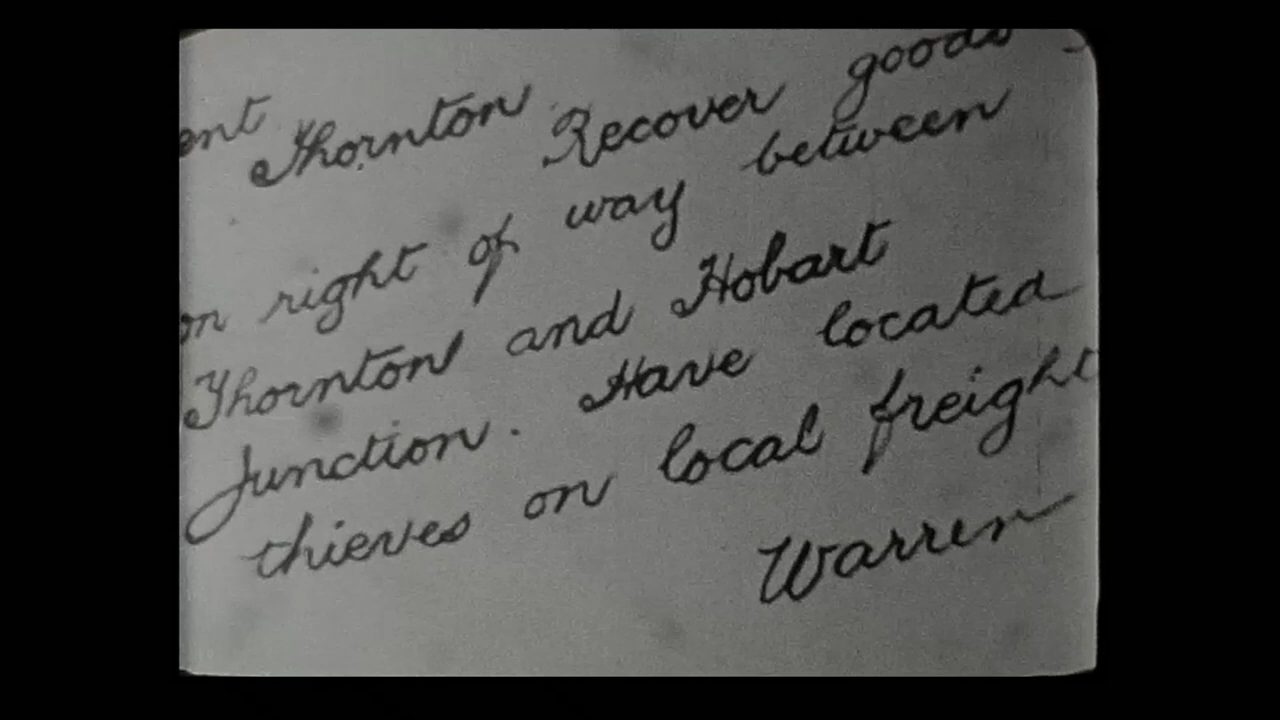 ent Thornton
Recover goods
on right of way between
Thornton and Hobart
Junction. Have located
thieves on local freight
Warren